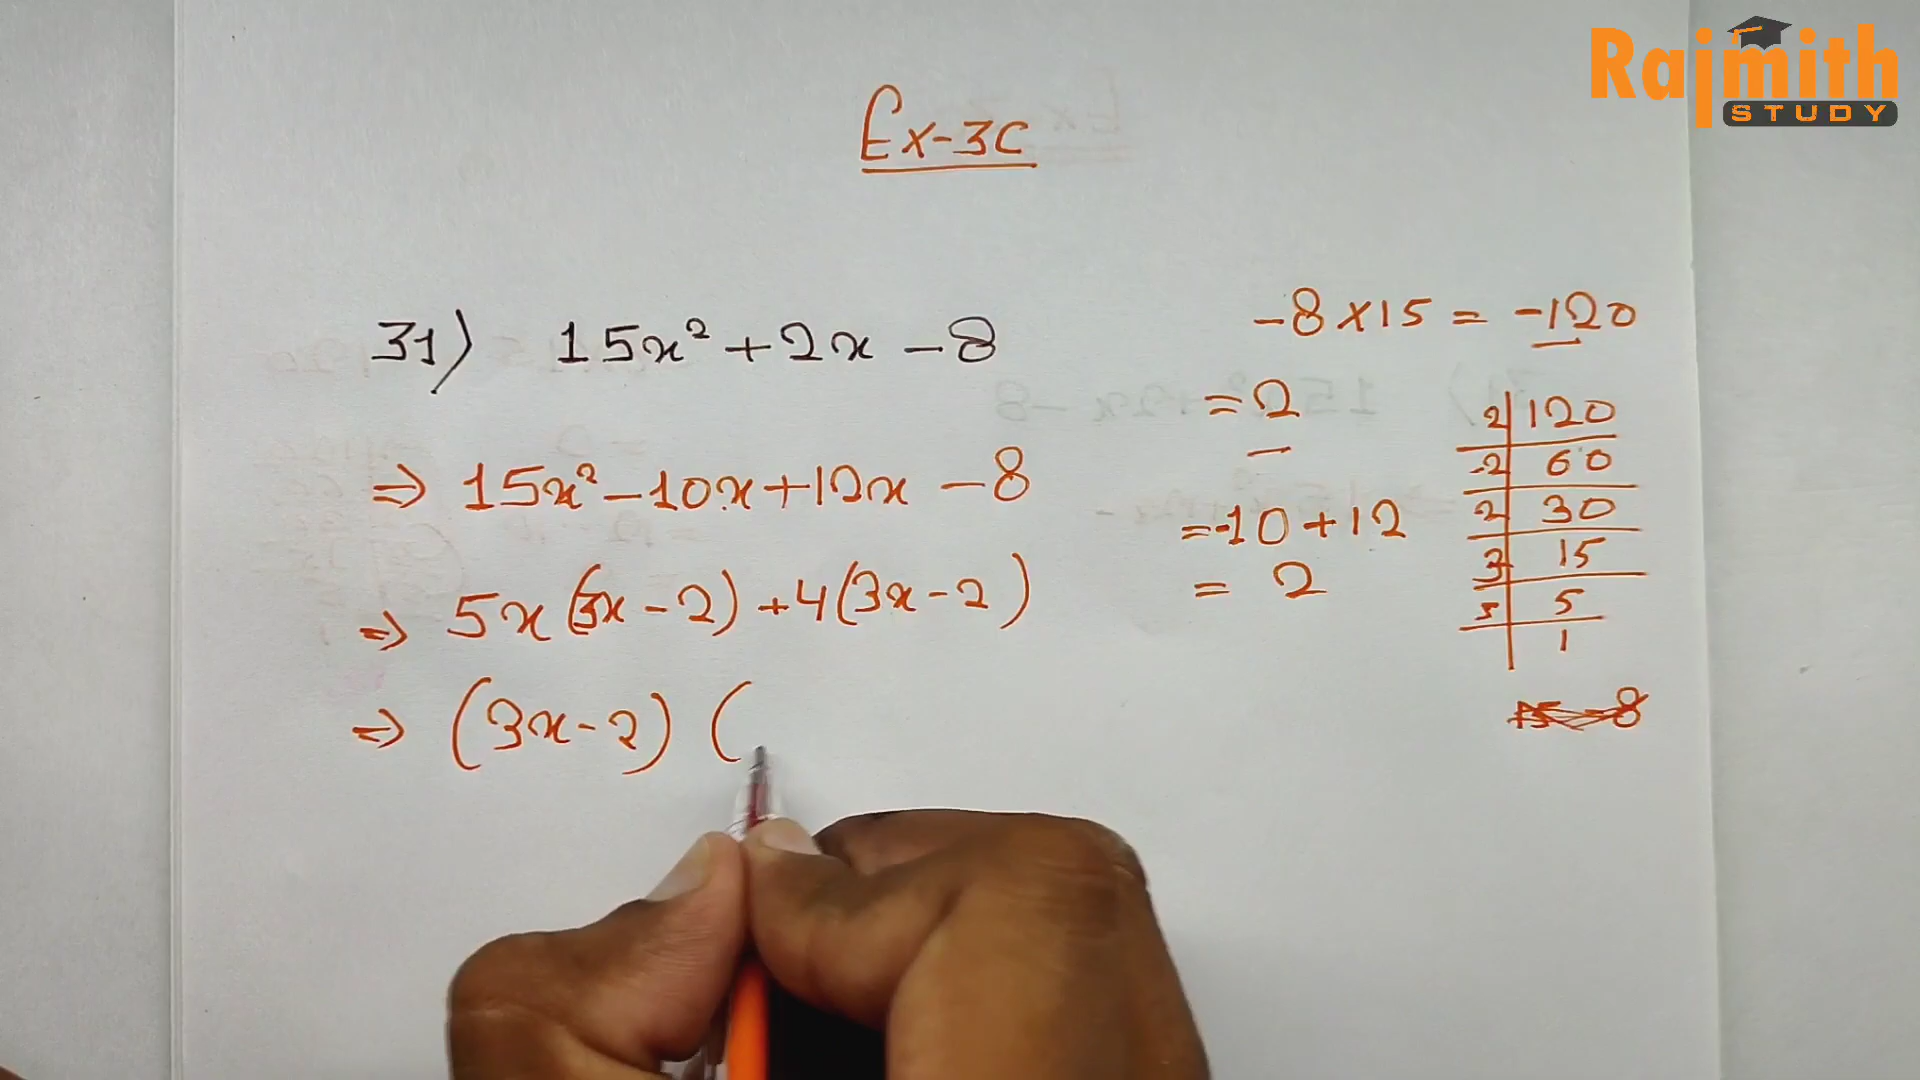 Rajmith
STUDY
Ex-3C
31) 15x² + 2x - 8
⇒ 15x² - 10x + 12x - 8
⇒ 5x(3x - 2) + 4(3x - 2)
⇒ (3x - 2) (
-8 × 15 = -120
= 2
= -10 + 12
= 2
2 | 120
2 | 60
2 | 30
3 | 15
5 | 5
1